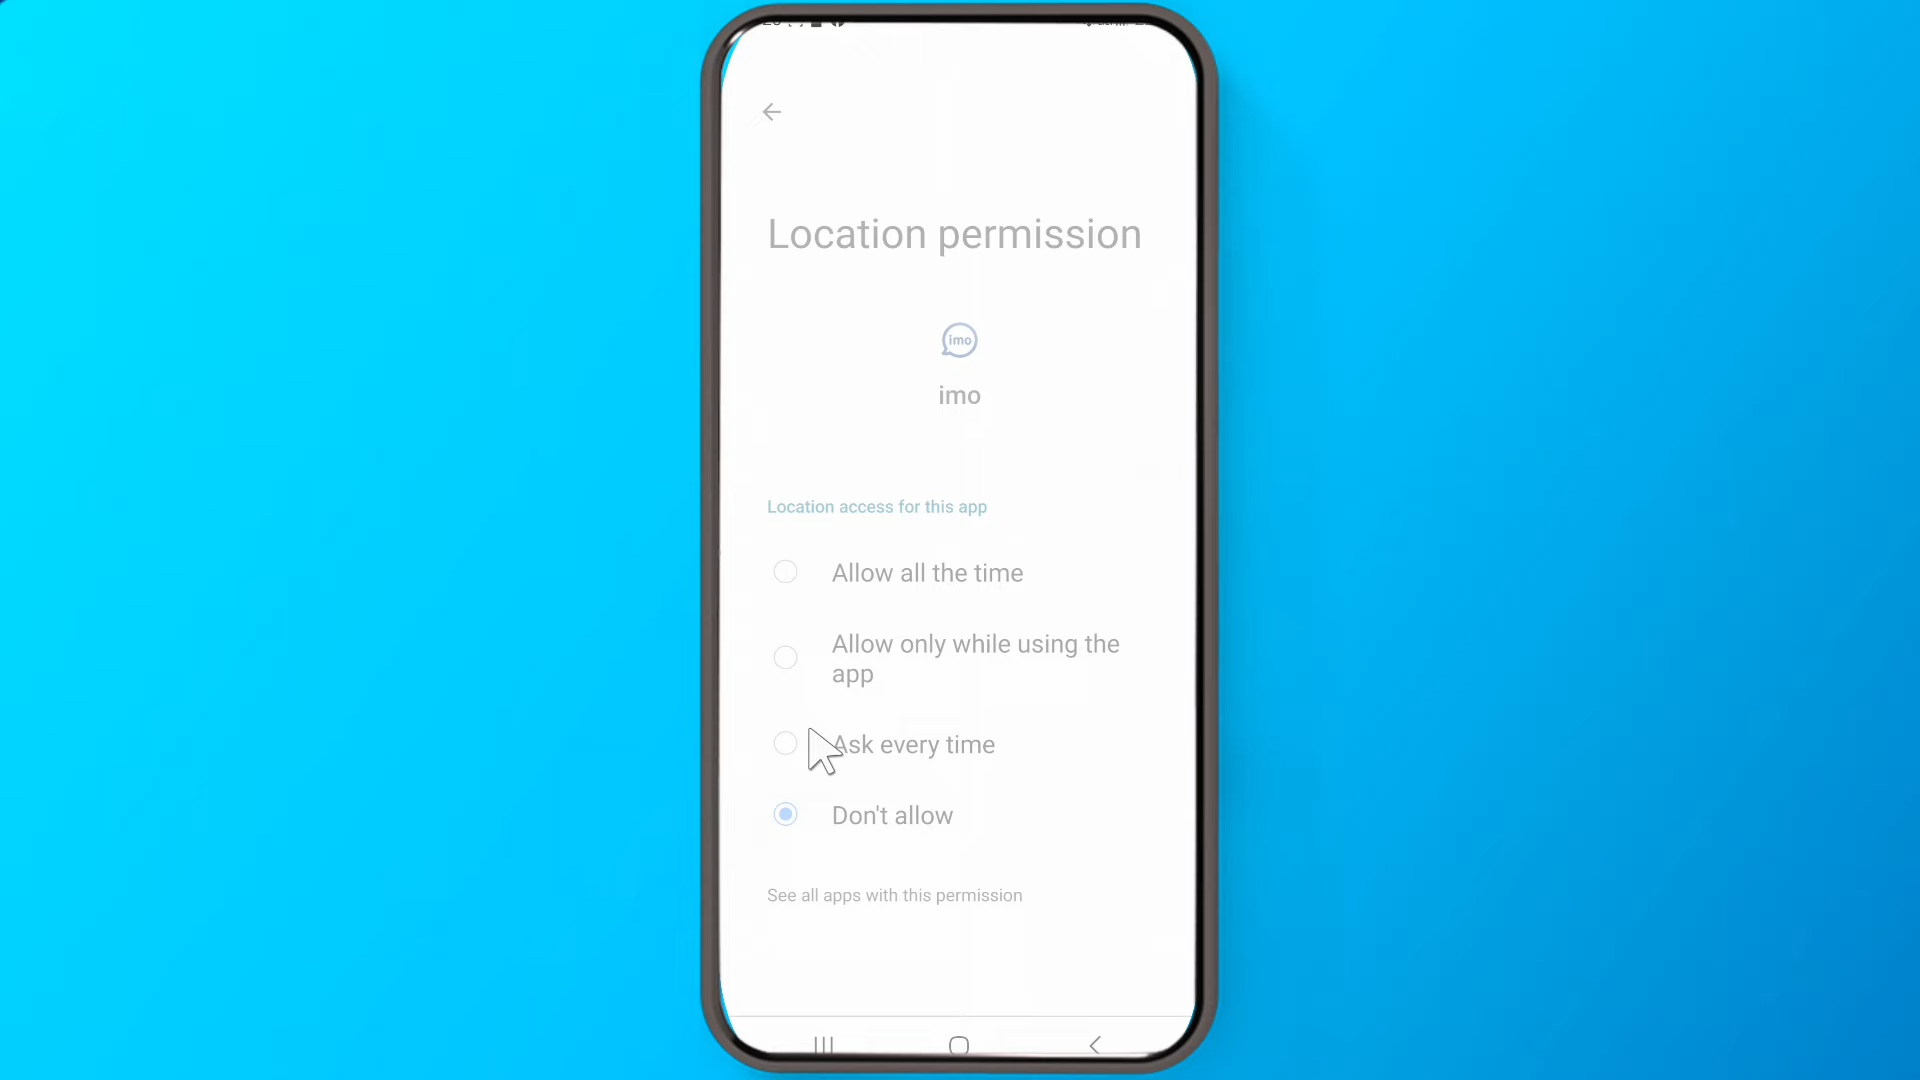 Location permission
imo
imo
Location access for this app
Allow all the time
Allow only while using the
app
Ask every time
Don't allow
See all apps with this permission